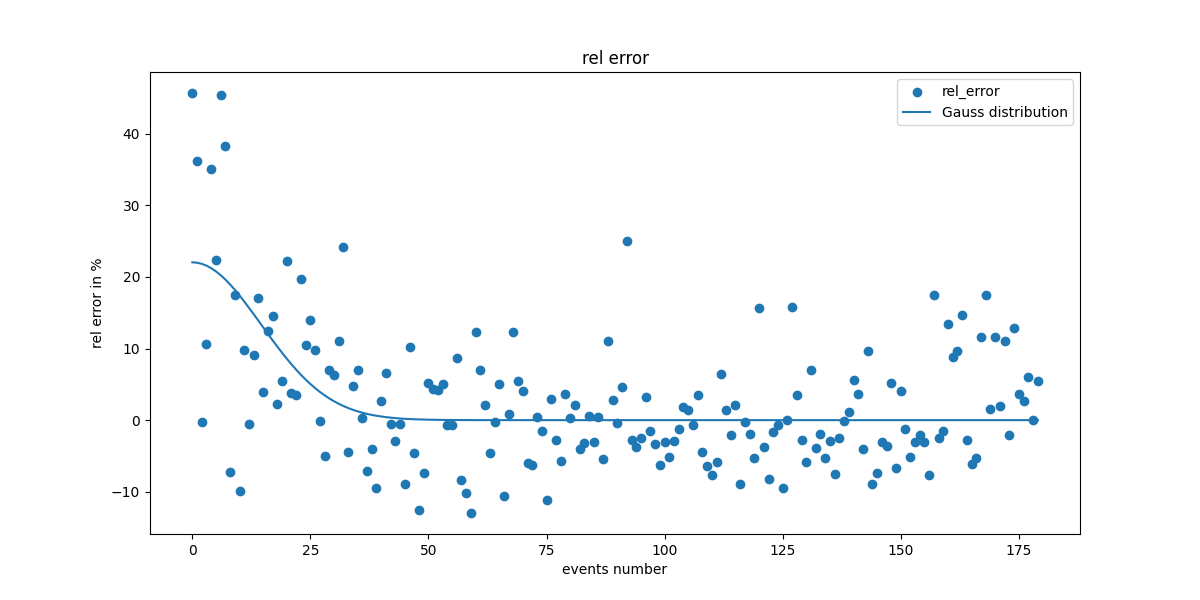 rel error
rel_error
Gauss distribution
rel error in %
40
30
20
10
0
−10
0 25 50 75 100 125 150 175
events number